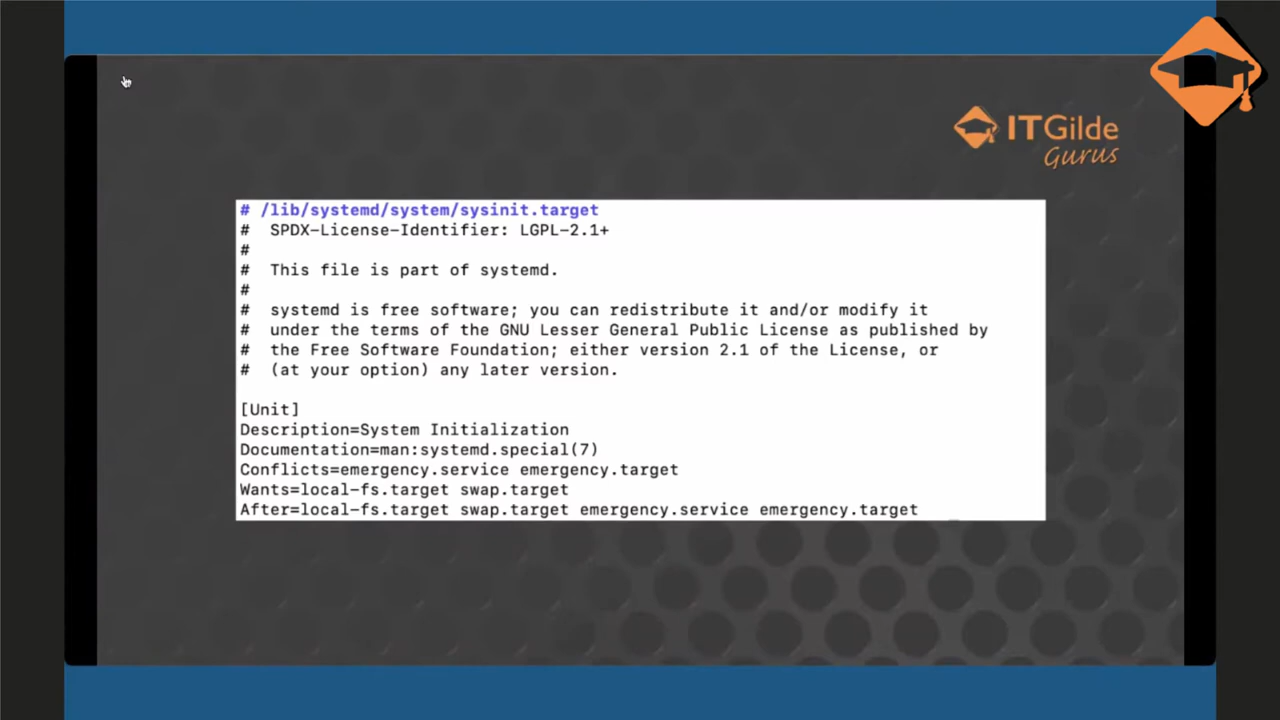 ITGilde
Gurus
# /lib/systemd/system/sysinit.target
#  SPDX-License-Identifier: LGPL-2.1+
#
#  This file is part of systemd.
#
#  systemd is free software; you can redistribute it and/or modify it
#  under the terms of the GNU Lesser General Public License as published by
#  the Free Software Foundation; either version 2.1 of the License, or
#  (at your option) any later version.
[Unit]
Description=System Initialization
Documentation=man:systemd.special(7)
Conflicts=emergency.service emergency.target
Wants=local-fs.target swap.target
After=local-fs.target swap.target emergency.service emergency.target